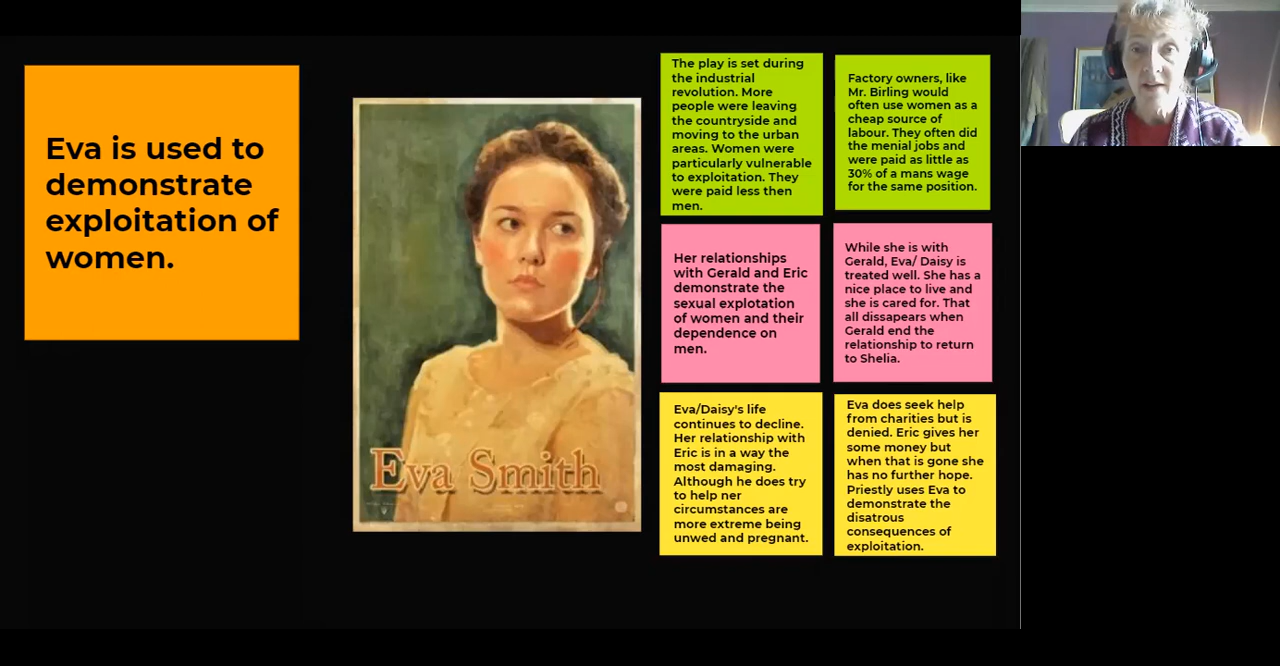 Eva is used to
demonstrate
exploitation of
women.
Eva Smith
The play is set during
the industrial
revolution. More
people were leaving
the countryside and
moving to the urban
areas. Women were
particularly vulnerable
to exploitation. They
were paid less then
men.
Factory owners, like
Mr. Birling would
often use women as a
cheap source of
labour. They often did
the menial jobs and
were paid as little as
30% of a mans wage
for the same position.
Her relationships
with Gerald and Eric
demonstrate the
sexual explotation
of women and their
dependence on
men.
While she is with
Gerald, Eva/ Daisy is
treated well. She has a
nice place to live and
she is cared for. That
all dissapears when
Gerald end the
relationship to return
to Shelia.
Eva/Daisy's life
continues to decline.
Her relationship with
Eric is in a way the
most damaging.
Although he does try
to help ner
circumstances are
more extreme being
unwed and pregnant.
Eva does seek help
from charities but is
denied. Eric gives her
some money but
when that is gone she
has no further hope.
Priestly uses Eva to
demonstrate the
disatrous
consequences of
exploitation.